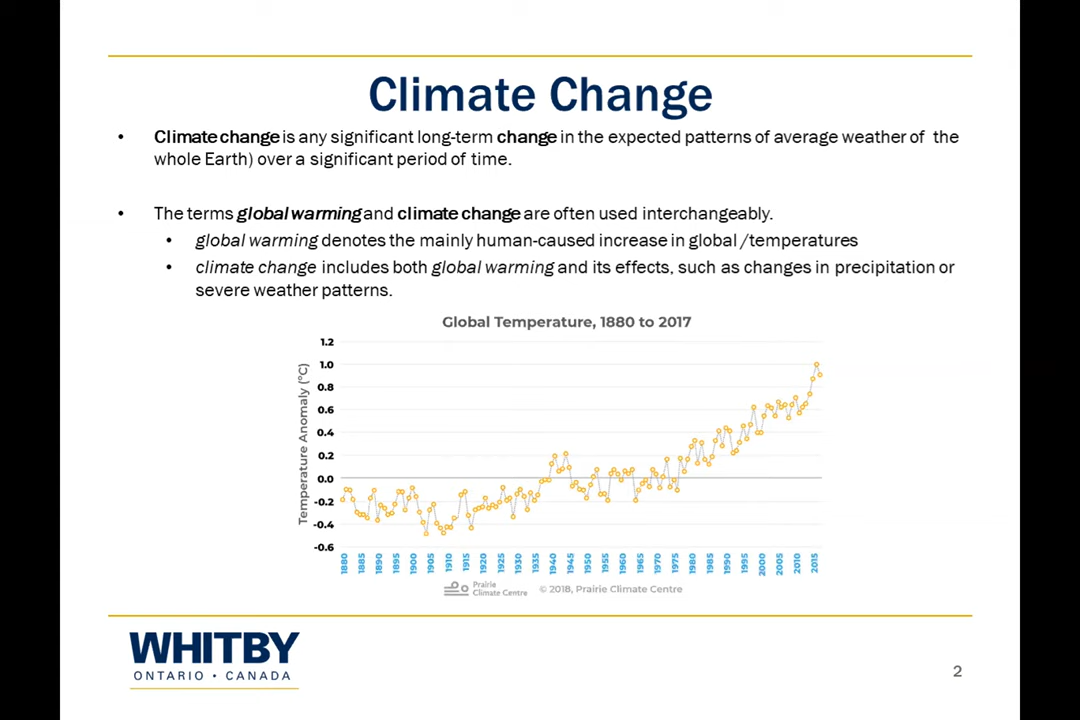 Climate Change
• Climate change is any significant long-term change in the expected patterns of average weather of the
whole Earth) over a significant period of time.
• The terms global warming and climate change are often used interchangeably.
• global warming denotes the mainly human-caused increase in global /temperatures
• climate change includes both global warming and its effects, such as changes in precipitation or
severe weather patterns.
Global Temperature, 1880 to 2017
Temperature Anomaly (°C)
1.2
1.0
0.8
0.6
0.4
0.2
0.0
-0.2
-0.4
-0.6
1880 1885 1890 1895 1900 1905 1910 1915 1920 1925 1930 1935 1940 1945 1950 1955 1960 1965 1970 1975 1980 1985 1990 1995 2000 2005 2010 2015
Prairie
Climate Centre
© 2018, Prairie Climate Centre
WHITBY
ONTARIO • CANADA
2